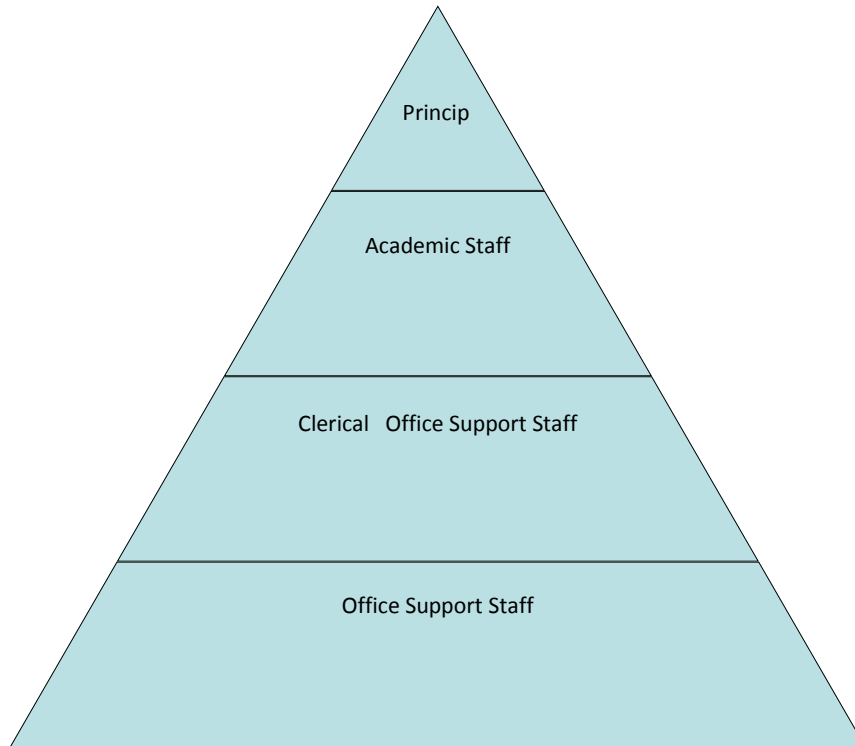 Princip
Academic Staff
Clerical Office Support Staff
Office Support Staff